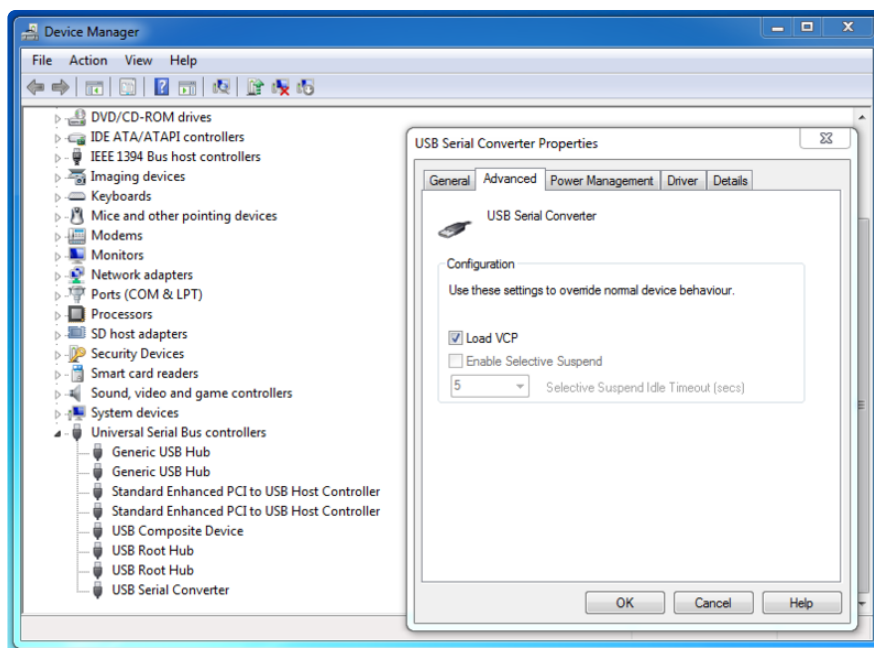 Device Manager
File Action View Help
DVD/CD-ROM drives
IDE ATA/ATAPI controllers
IEEE 1394 Bus host controllers
Imaging devices
Keyboards
Mice and other pointing devices
Modems
Monitors
Network adapters
Ports (COM & LPT)
Processors
SD host adapters
Security Devices
Smart card readers
Sound, video and game controllers
System devices
Universal Serial Bus controllers
Generic USB Hub
Generic USB Hub
Standard Enhanced PCI to USB Host Controller
Standard Enhanced PCI to USB Host Controller
USB Composite Device
USB Root Hub
USB Root Hub
USB Serial Converter
USB Serial Converter Properties
General Advanced Power Management Driver Details
USB Serial Converter
Configuration
Use these settings to override normal device behaviour.
Load VCP
Enable Selective Suspend
5 Selective Suspend Idle Timeout (secs)
OK Cancel Help